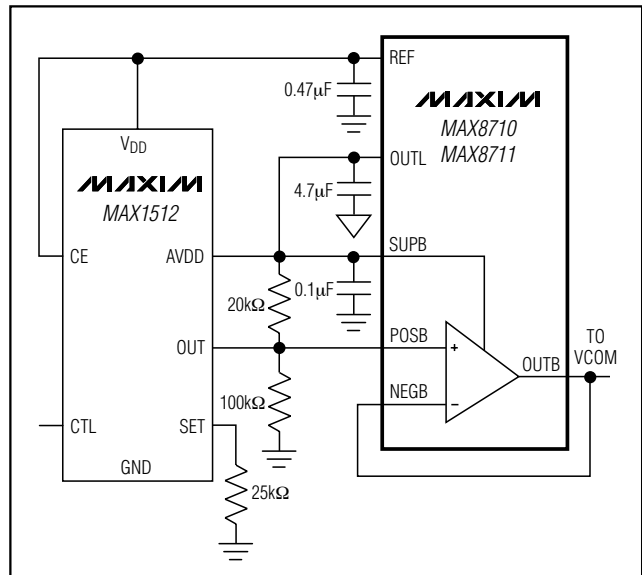 REF
0.47µF
MAXIM
MAX8710
MAX8711
VDD
OUTL
MAXIM
MAX1512
4.7µF
CE
AVDD
SUPB
20kΩ
0.1µF
OUT
POSB
+
OUTB
TO
VCOM
NEGB
−
100kΩ
CTL
SET
GND
25kΩ